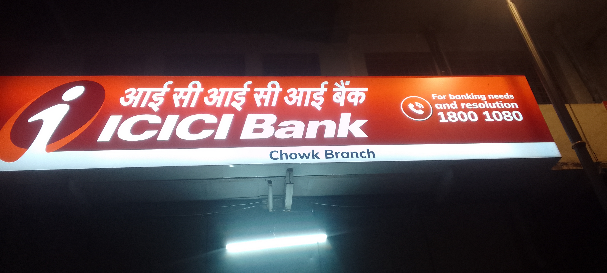 आई सी आई सी आई बैंक
ICICI Bank
For banking needs
and resolution
1800 1080
Chowk Branch